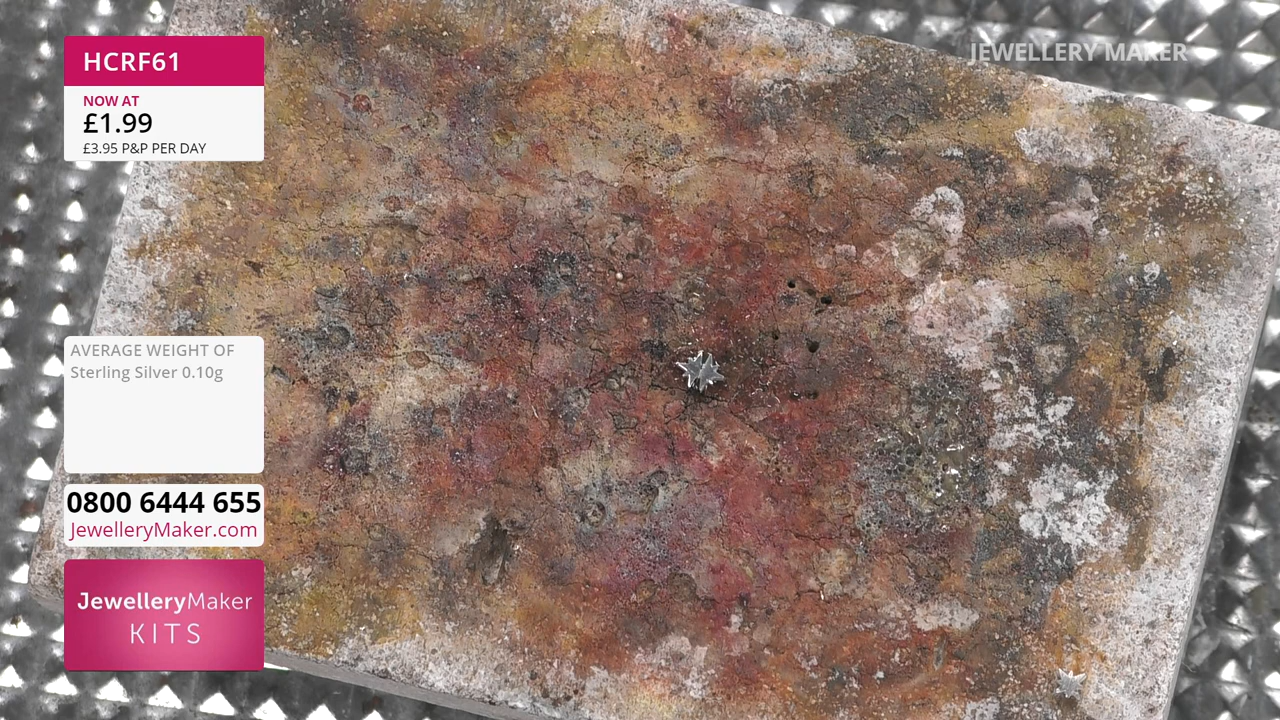 HCRF61
NOW AT
£1.99
£3.95 P&P PER DAY
JEWELLERY MAKER
AVERAGE WEIGHT OF
Sterling Silver 0.10g
0800 6444 655
JewelleryMaker.com
JewelleryMaker
KITS